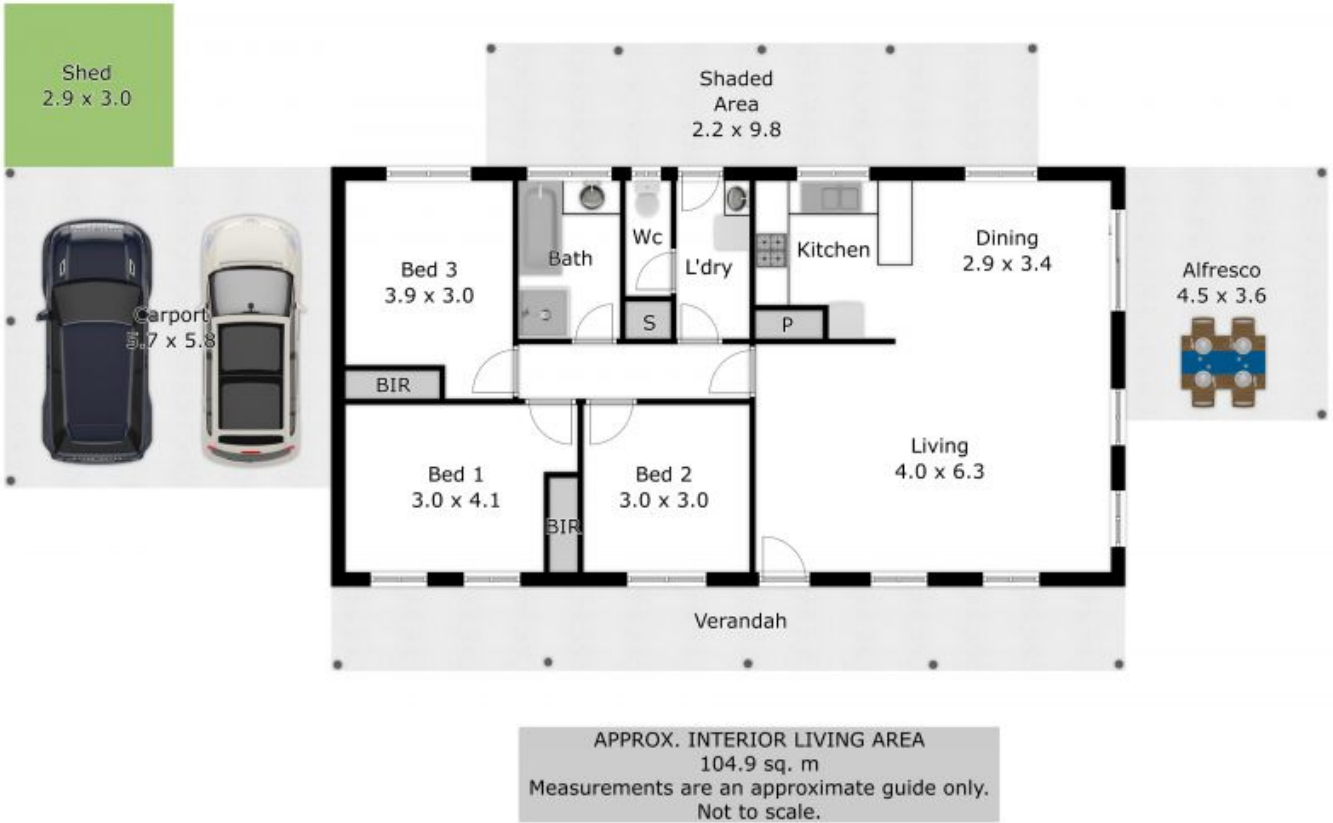 Shed
2.9 x 3.0
Shaded
Area
2.2 x 9.8
Carport
5.7 x 5.8
Bed 3
3.9 x 3.0
BIR
Bath
Wc
S
L'dry
Kitchen
P
Dining
2.9 x 3.4
Alfresco
4.5 x 3.6
Bed 1
3.0 x 4.1
BIR
Bed 2
3.0 x 3.0
Living
4.0 x 6.3
Verandah
APPROX. INTERIOR LIVING AREA
104.9 sq. m
Measurements are an approximate guide only.
Not to scale.